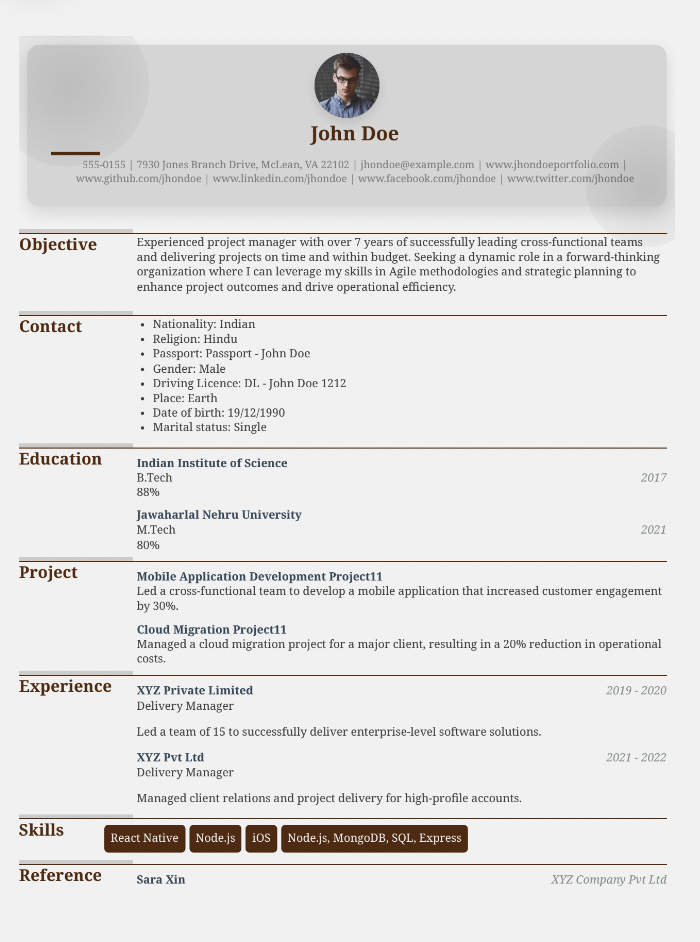 John Doe
555-0155 | 7930 Jones Branch Drive, McLean, VA 22102 | jhondoe@example.com | www.jhondoeportfolio.com |
www.github.com/jhondoe | www.linkedin.com/jhondoe | www.facebook.com/jhondoe | www.twitter.com/jhondoe
Objective
Experienced project manager with over 7 years of successfully leading cross-functional teams
and delivering projects on time and within budget. Seeking a dynamic role in a forward-thinking
organization where I can leverage my skills in Agile methodologies and strategic planning to
enhance project outcomes and drive operational efficiency.
Contact
• Nationality: Indian
• Religion: Hindu
• Passport: Passport - John Doe
• Gender: Male
• Driving Licence: DL - John Doe 1212
• Place: Earth
• Date of birth: 19/12/1990
• Marital status: Single
Education
Indian Institute of Science
B.Tech 2017
88%
Jawaharlal Nehru University
M.Tech 2021
80%
Project
Mobile Application Development Project11
Led a cross-functional team to develop a mobile application that increased customer engagement
by 30%.
Cloud Migration Project11
Managed a cloud migration project for a major client, resulting in a 20% reduction in operational
costs.
Experience
XYZ Private Limited 2019 - 2020
Delivery Manager
Led a team of 15 to successfully deliver enterprise-level software solutions.
XYZ Pvt Ltd 2021 - 2022
Delivery Manager
Managed client relations and project delivery for high-profile accounts.
Skills
React Native Node.js iOS Node.js, MongoDB, SQL, Express
Reference
Sara Xin XYZ Company Pvt Ltd